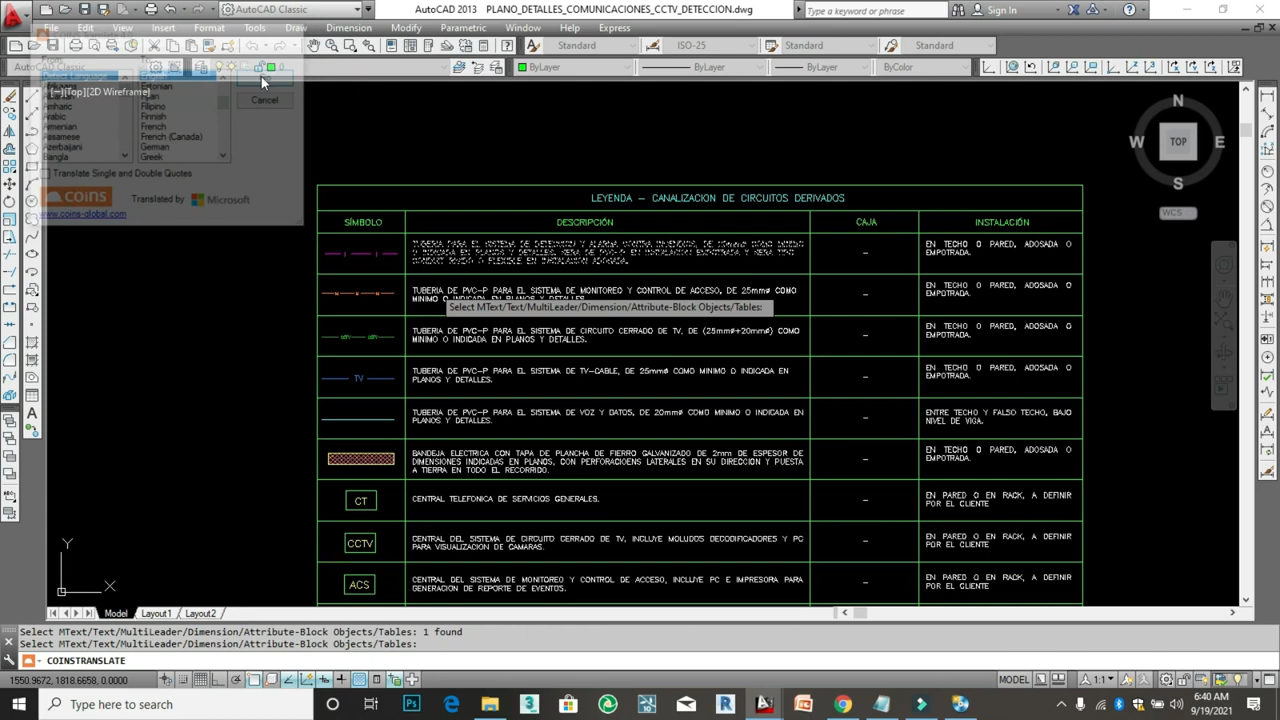 AutoCAD Classic
AutoCAD 2013 PLANO_DETALLES_COMUNICACIONES_CCTV_DETECCION.dwg
Type a keyword or phrase
Sign In
File Edit View Insert Format Tools Draw Dimension Modify Parametric Window Help Express
Standard
ISO-25
Standard
Standard
AutoCAD Classic
0
ByLayer
ByLayer
ByLayer
ByColor
From
To
Detect Language
English
[−][Top][2D Wireframe]
Estonian
Amharic
Filipino
Arabic
Finnish
Armenian
French
Assamese
French (Canada)
Azerbaijani
German
Bangla
Greek
Cancel
Translate Single and Double Quotes
coins
Translated by
Microsoft
www.coins-global.com
N
W
TOP
E
S
WCS
LEYENDA - CANALIZACION DE CIRCUITOS DERIVADOS
SÍMBOLO
DESCRIPCIÓN
CAJA
INSTALACIÓN
EN TECHO O PARED, ADOSADA O
EMPOTRADA.
-
TUBERIA DE PVC-P PARA EL SISTEMA DE MONITOREO Y CONTROL DE ACCESO, DE 25mmø COMO
MINIMO O INDICADA EN PLANOS Y DETALLES.
-
EN TECHO O PARED, ADOSADA O
EMPOTRADA.
Select MText/Text/MultiLeader/Dimension/Attribute-Block Objects/Tables:
TUBERIA DE PVC-P PARA EL SISTEMA DE CIRCUITO CERRADO DE TV, DE (25mmø+20mmø) COMO
MINIMO O INDICADA EN PLANOS Y DETALLES.
-
EN TECHO O PARED, ADOSADA O
EMPOTRADA.
TV
TUBERIA DE PVC-P PARA EL SISTEMA DE TV-CABLE, DE 25mmø COMO MINIMO O INDICADA EN
PLANOS Y DETALLES.
-
EN TECHO O PARED, ADOSADA O
EMPOTRADA.
TUBERIA DE PVC-P PARA EL SISTEMA DE VOZ Y DATOS, DE 20mmø COMO MINIMO O INDICADA EN
PLANOS Y DETALLES.
-
ENTRE TECHO Y FALSO TECHO, BAJO
NIVEL DE VIGA.
BANDEJA ELECTRICA CON TAPA DE PLANCHA DE FIERRO GALVANIZADO DE 2mm DE ESPESOR DE
DIMENSIONES INDICADAS EN PLANOS, CON PERFORACIOENS LATERALES EN SU DIRECCION Y PUESTA
A TIERRA EN TODO EL RECORRIDO.
-
EN TECHO O PARED, ADOSADA O
EMPOTRADA.
CT
CENTRAL TELEFONICA DE SERVICIOS GENERALES.
-
EN PARED O EN RACK, A DEFINIR
POR EL CLIENTE
CCTV
CENTRAL DEL SISTEMA DE CIRCUITO CERRADO DE TV, INCLUYE MOLUDOS DECODIFICADORES Y PC
PARA VISUALIZACION DE CAMARAS.
-
EN PARED O EN RACK, A DEFINIR
POR EL CLIENTE
ACS
CENTRAL DEL SISTEMA DE MONITOREO Y CONTROL DE ACCESO, INCLUYE PC E IMPRESORA PARA
GENERACION DE REPORTE DE EVENTOS.
-
EN PARED O EN RACK, A DEFINIR
POR EL CLIENTE
Y
X
Model Layout1 Layout2
Select MText/Text/MultiLeader/Dimension/Attribute-Block Objects/Tables: 1 found
Select MText/Text/MultiLeader/Dimension/Attribute-Block Objects/Tables:
COINSTRANSLATE
1550.9672, 1818.6658, 0.0000
MODEL
1:1
Type here to search
6:40 AM
9/19/2021